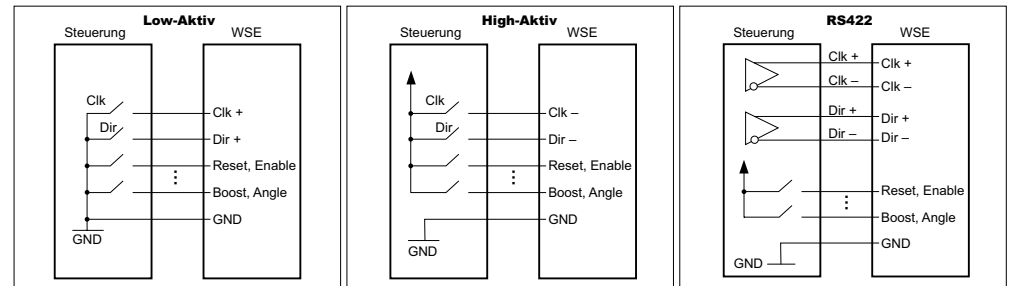 Low-Aktiv
Steuerung WSE
Clk
Clk +
Dir
Dir +
Reset, Enable
Boost, Angle
GND
GND
High-Aktiv
Steuerung WSE
Clk
Clk –
Dir
Dir –
Reset, Enable
Boost, Angle
GND
GND
RS422
Steuerung WSE
Clk + Clk +
Clk – Clk –
Dir + Dir +
Dir – Dir –
Reset, Enable
Boost, Angle
GND
GND